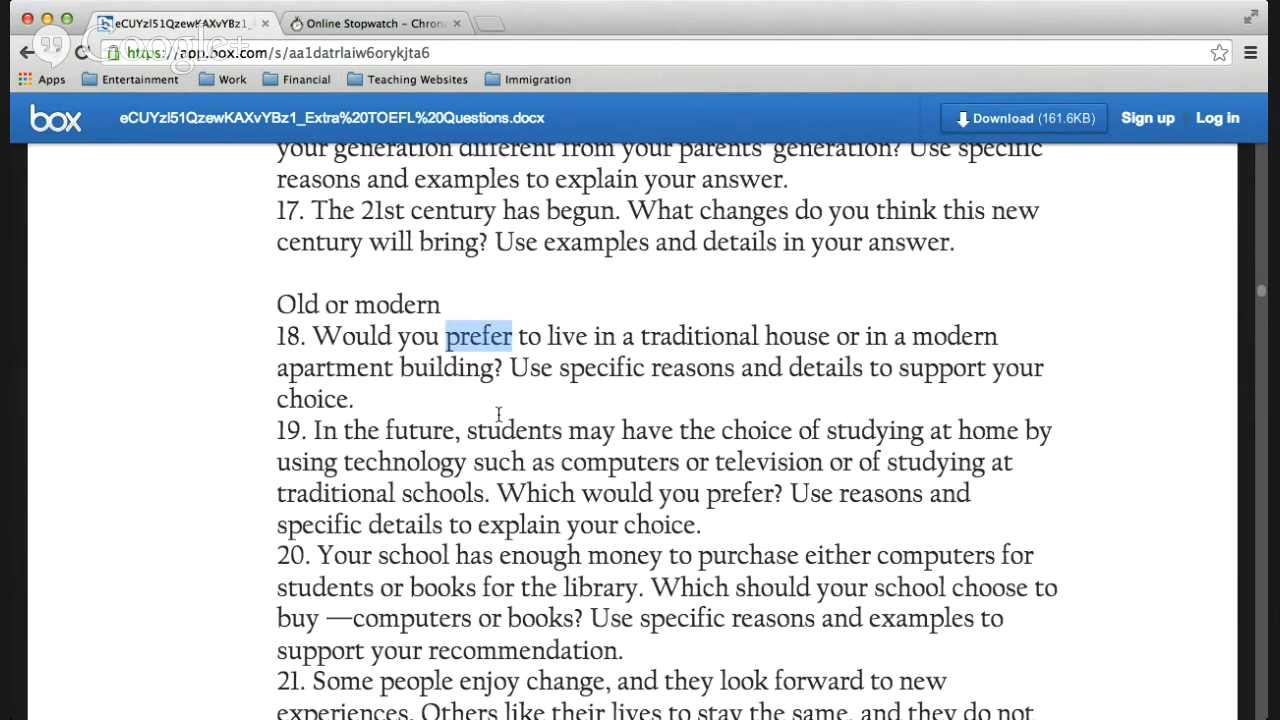 eCUYzl51QzewKAXvYBz1_
Online Stopwatch – Chron
Google+
https://app.box.com/s/aa1datrlaiw6orykjta6
Apps Entertainment Work Financial Teaching Websites Immigration
box eCUYzl51QzewKAXvYBz1_Extra%20TOEFL%20Questions.docx Download (161.6KB) Sign up Log in
your generation different from your parents' generation? Use specific
reasons and examples to explain your answer.
17. The 21st century has begun. What changes do you think this new
century will bring? Use examples and details in your answer.
Old or modern
18. Would you prefer to live in a traditional house or in a modern
apartment building? Use specific reasons and details to support your
choice.
19. In the future, students may have the choice of studying at home by
using technology such as computers or television or of studying at
traditional schools. Which would you prefer? Use reasons and
specific details to explain your choice.
20. Your school has enough money to purchase either computers for
students or books for the library. Which should your school choose to
buy —computers or books? Use specific reasons and examples to
support your recommendation.
21. Some people enjoy change, and they look forward to new
experiences. Others like their lives to stay the same, and they do not